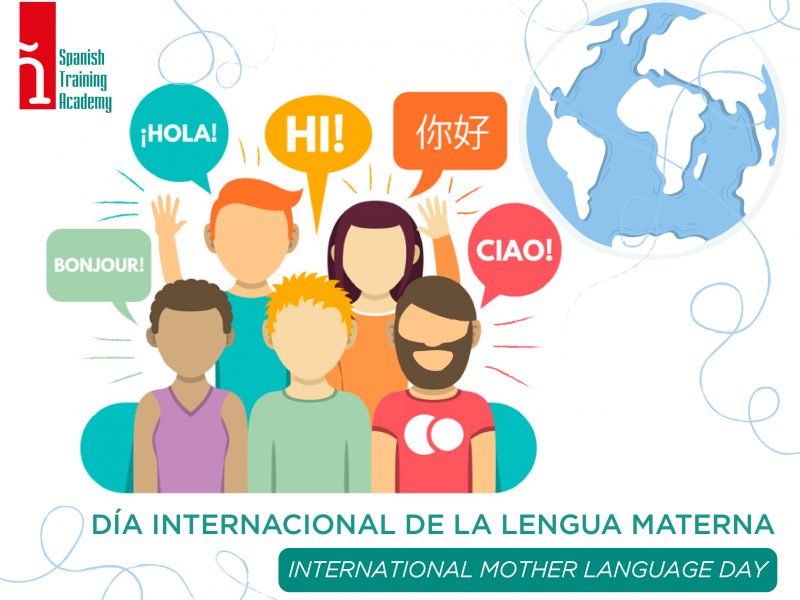 Spanish
Training
Academy
¡HOLA!
HI!
你好
BONJOUR!
CIAO!
DÍA INTERNACIONAL DE LA LENGUA MATERNA
INTERNATIONAL MOTHER LANGUAGE DAY